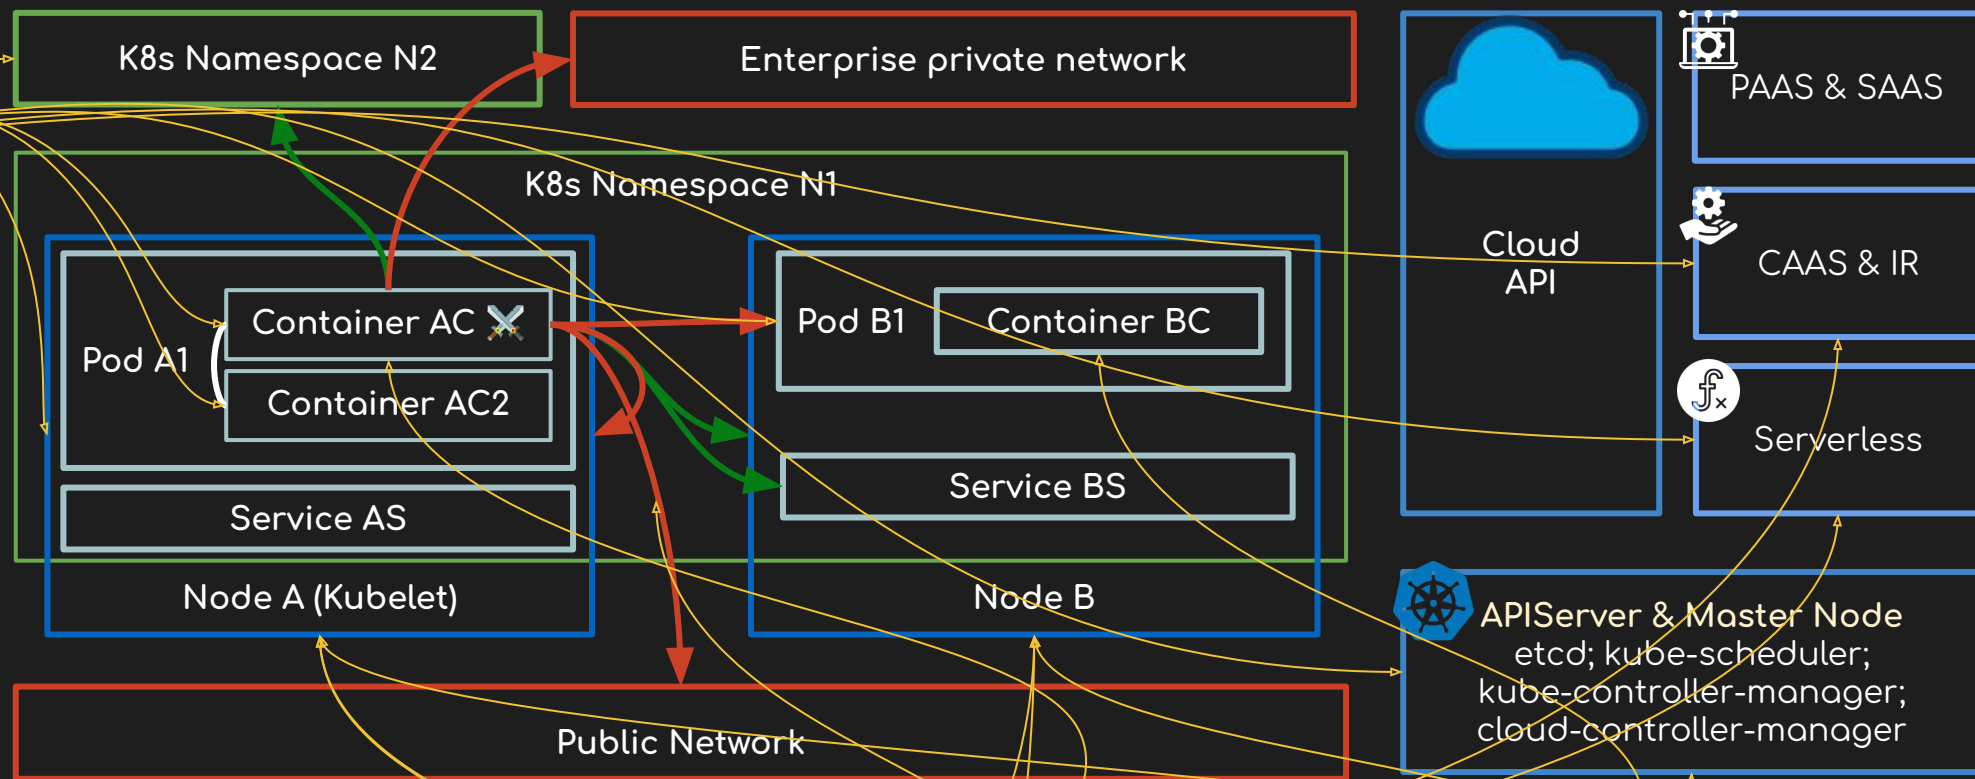 K8s Namespace N2
Enterprise private network
PAAS & SAAS
K8s Namespace N1
Cloud
API
CAAS & IR
Container AC
Pod A1
Container AC2
Pod B1
Container BC
fx
Serverless
Service AS
Service BS
Node A (Kubelet)
Node B
APIServer & Master Node
etcd; kube-scheduler;
kube-controller-manager;
cloud-controller-manager
Public Network